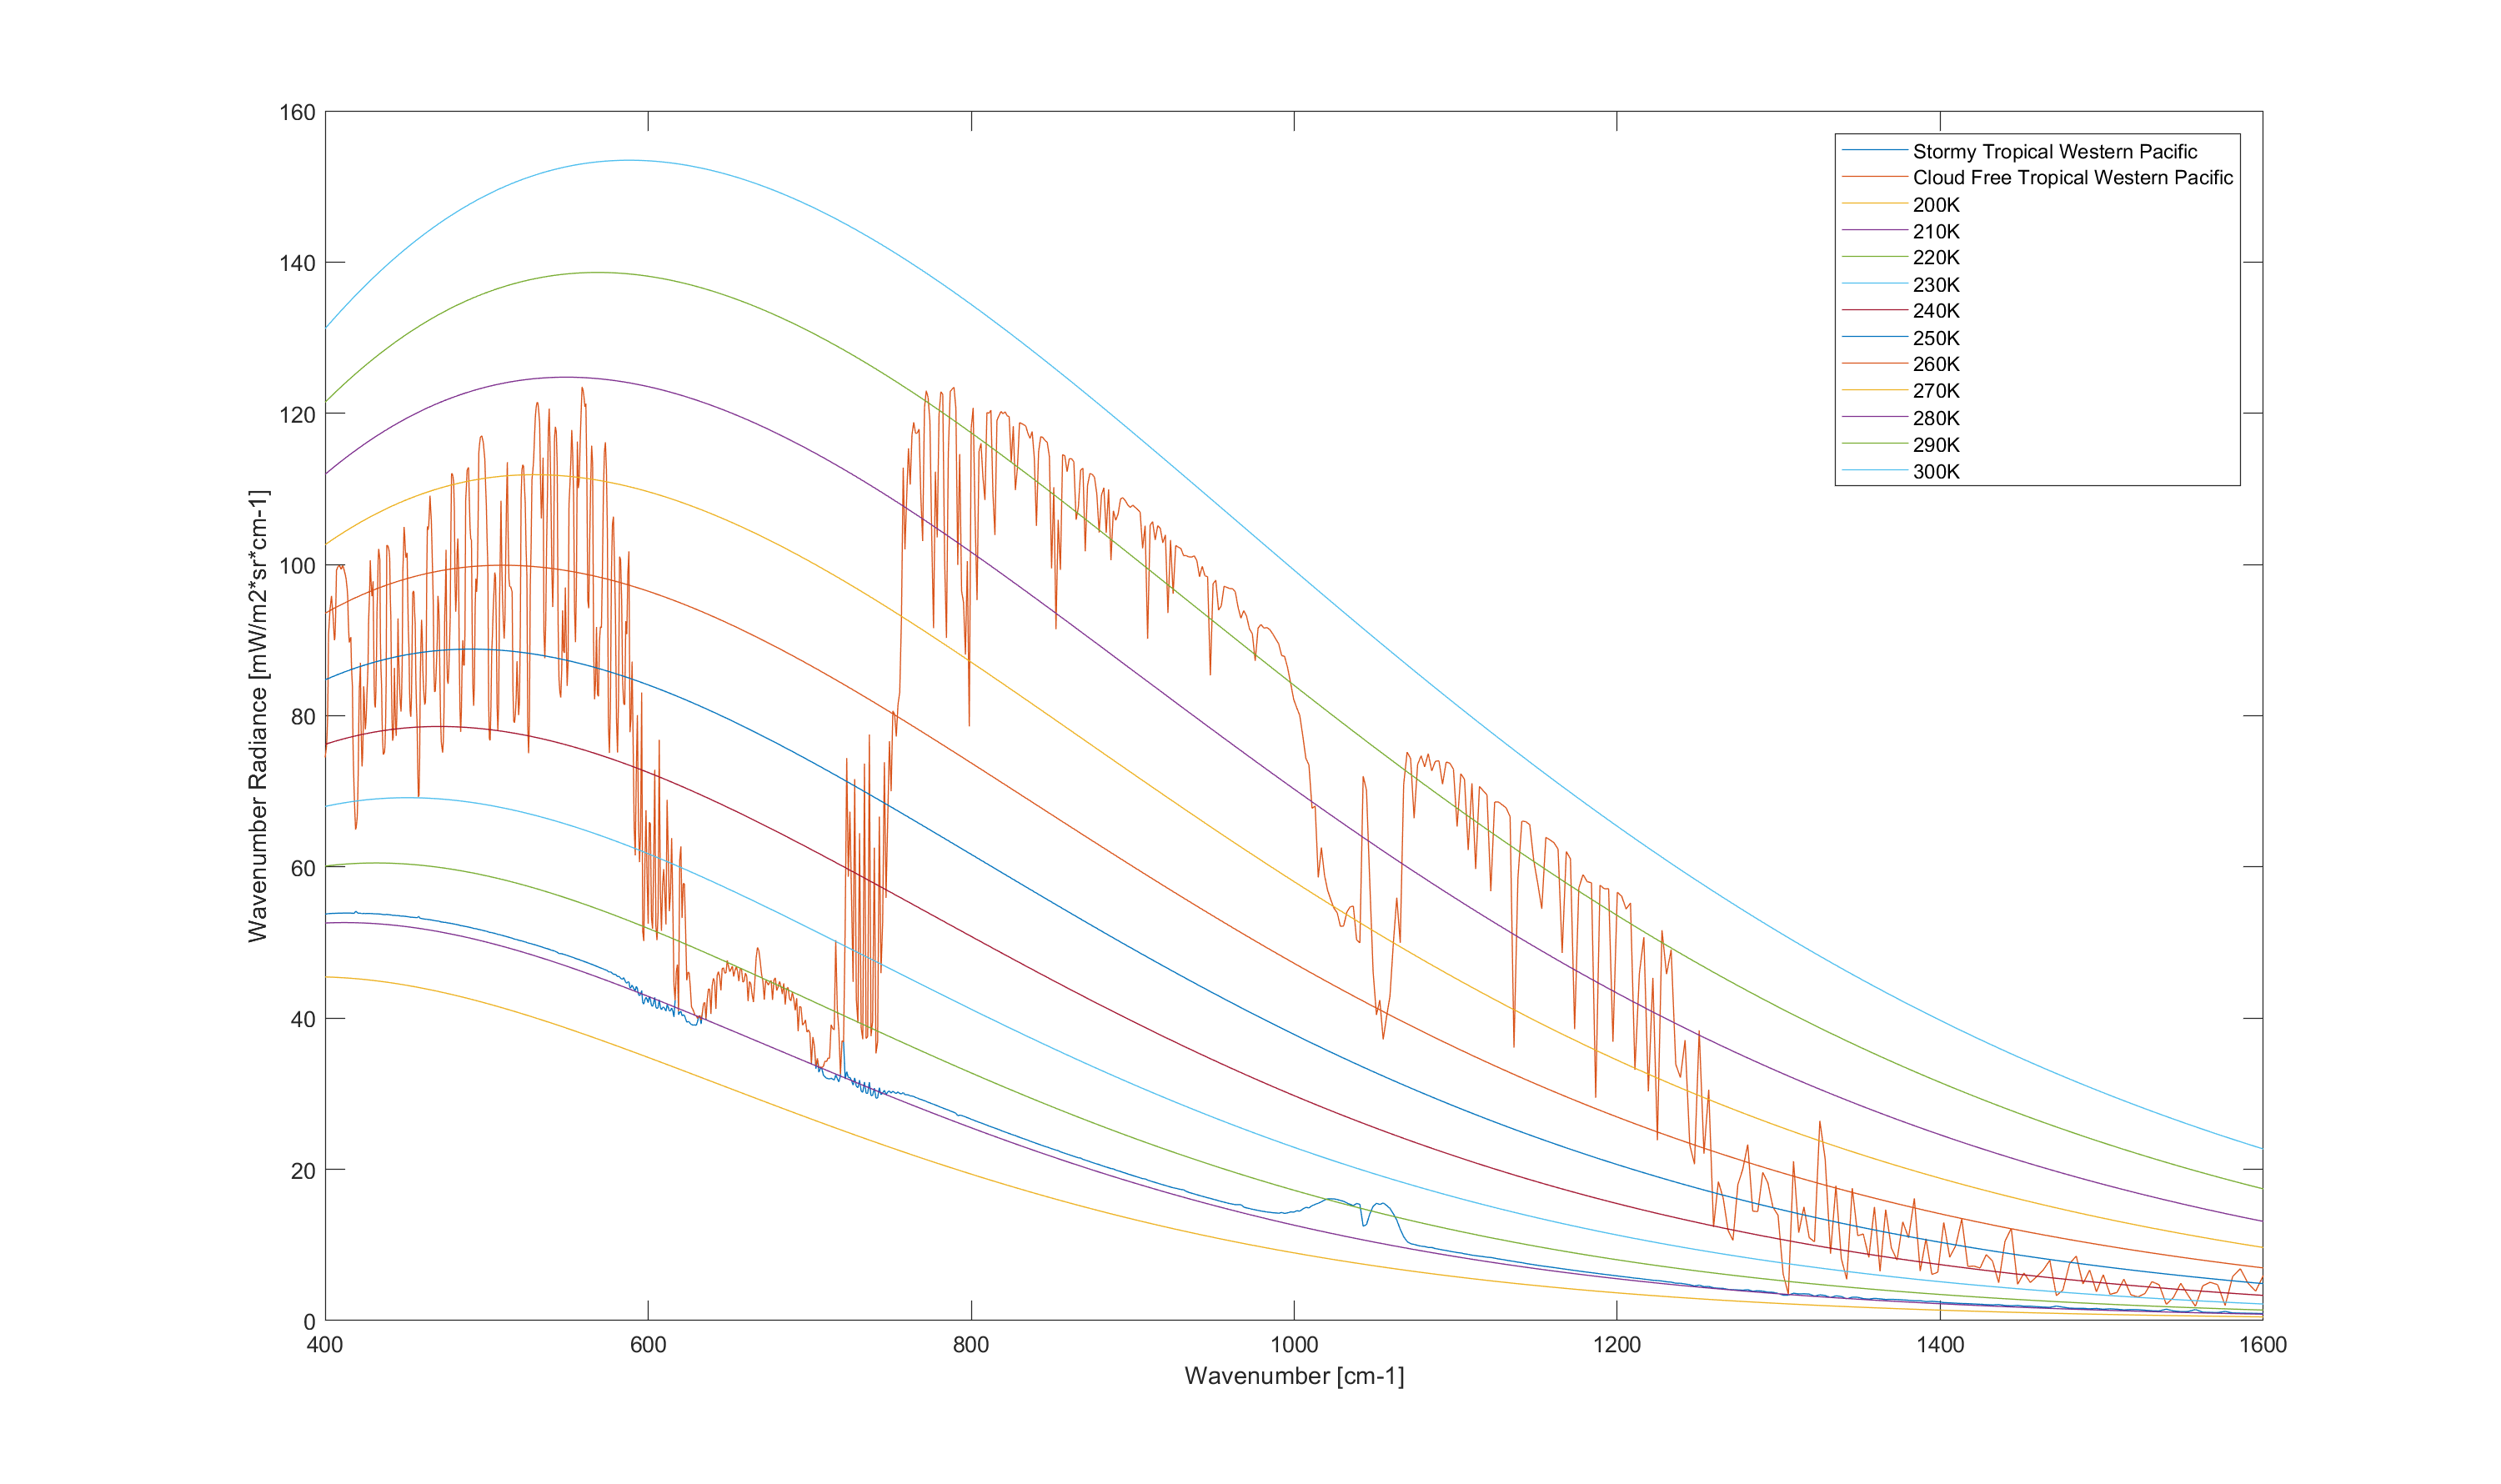 160
140
120
100
80
60
40
20
0
Wavenumber Radiance [mW/m2*sr*cm-1]
Stormy Tropical Western Pacific
Cloud Free Tropical Western Pacific
200K
210K
220K
230K
240K
250K
260K
270K
280K
290K
300K
400 600 800 1000 1200 1400 1600
Wavenumber [cm-1]